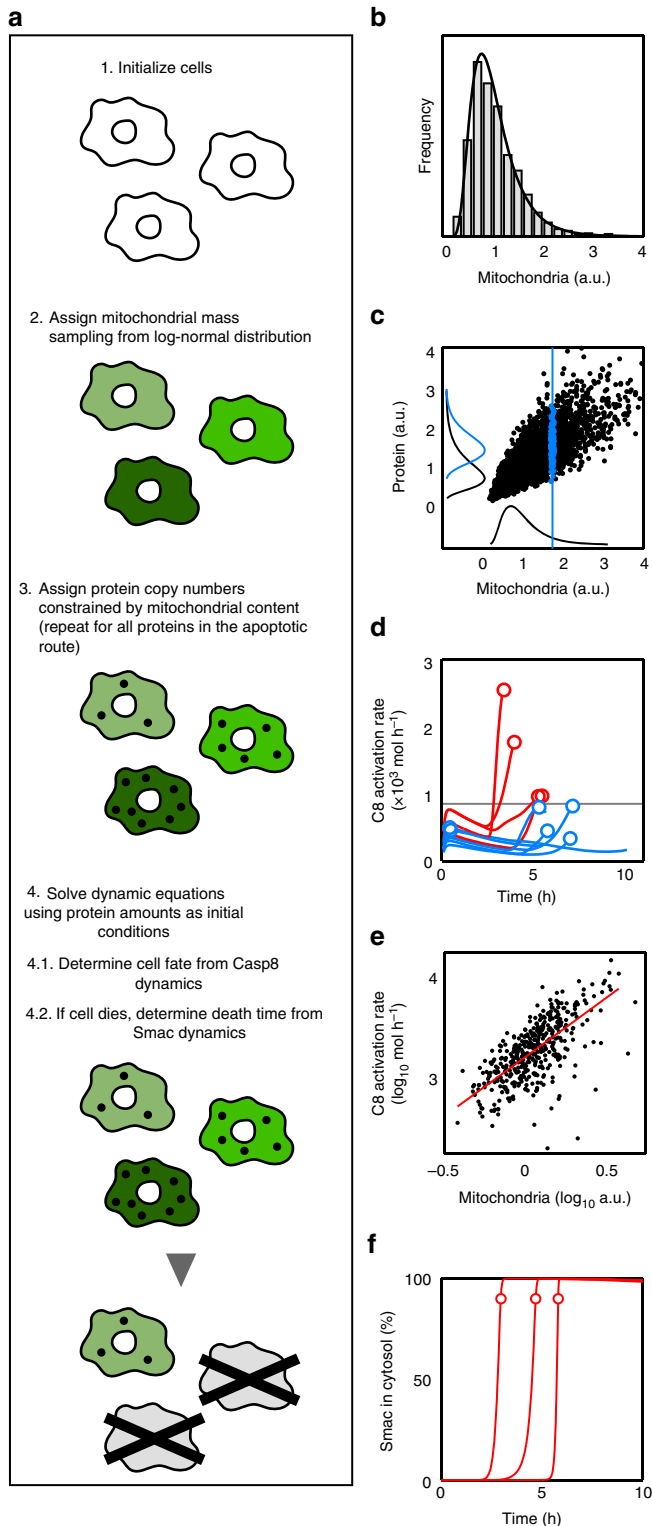 a
1. Initialize cells
2. Assign mitochondrial mass
sampling from log-normal distribution
3. Assign protein copy numbers
constrained by mitochondrial content
(repeat for all proteins in the apoptotic
route)
4. Solve dynamic equations
using protein amounts as initial
conditions
4.1. Determine cell fate from Casp8
dynamics
4.2. If cell dies, determine death time from
Smac dynamics
b
Frequency
0 1 2 3 4
Mitochondria (a.u.)
c
Protein (a.u.)
4
3
2
1
0
0 1 2 3 4
Mitochondria (a.u.)
d
C8 activation rate
(×10³ mol h⁻¹)
3
2
1
0
0 5 10
Time (h)
e
C8 activation rate
(log₁₀ mol h⁻¹)
4
3
–0.5 0 0.5
Mitochondria (log₁₀ a.u.)
f
Smac in cytosol (%)
100
50
0
0 5 10
Time (h)